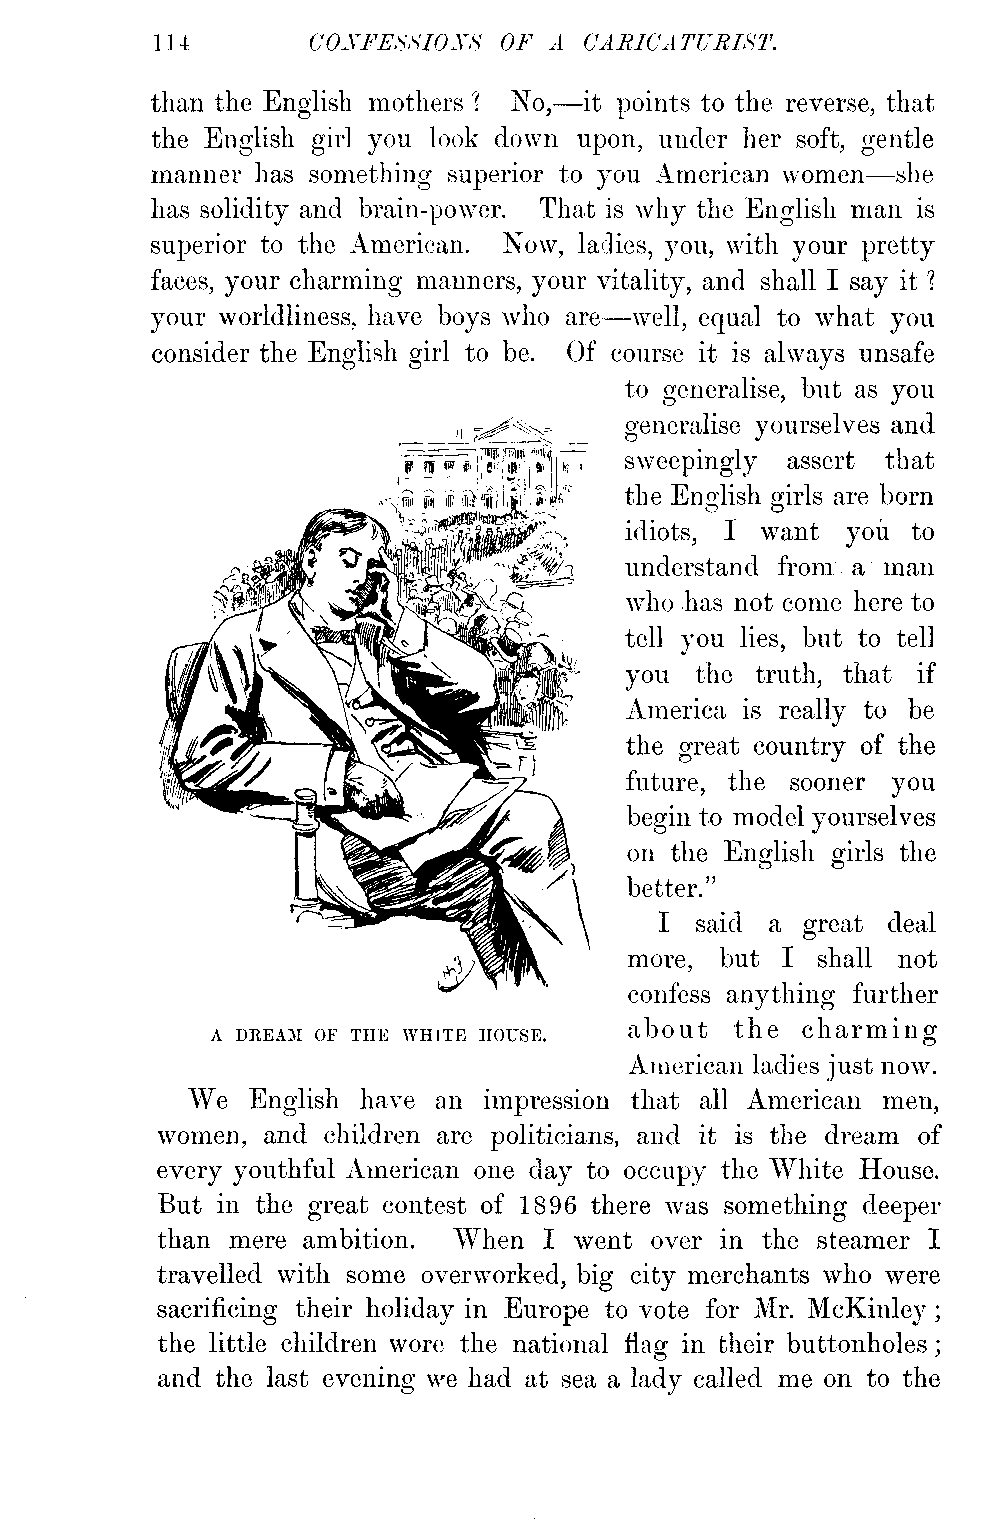 114 CONFESSIONS OF A CARICATURIST.
than the English mothers? No,—it points to the reverse, that
the English girl you look down upon, under her soft, gentle
manner has something superior to you American women—she
has solidity and brain-power. That is why the English man is
superior to the American. Now, ladies, you, with your pretty
faces, your charming manners, your vitality, and shall I say it?
your worldliness, have boys who are—well, equal to what you
consider the English girl to be. Of course it is always unsafe
to generalise, but as you
generalise yourselves and
sweepingly assert that
the English girls are born
idiots, I want you to
understand from a man
who has not come here to
tell you lies, but to tell
you the truth, that if
America is really to be
the great country of the
future, the sooner you
begin to model yourselves
on the English girls the
better.”
I said a great deal
more, but I shall not
confess anything further
about the charming
American ladies just now.
A DREAM OF THE WHITE HOUSE.
We English have an impression that all American men,
women, and children are politicians, and it is the dream of
every youthful American one day to occupy the White House.
But in the great contest of 1896 there was something deeper
than mere ambition. When I went over in the steamer I
travelled with some overworked, big city merchants who were
sacrificing their holiday in Europe to vote for Mr. McKinley;
the little children wore the national flag in their buttonholes;
and the last evening we had at sea a lady called me on to the